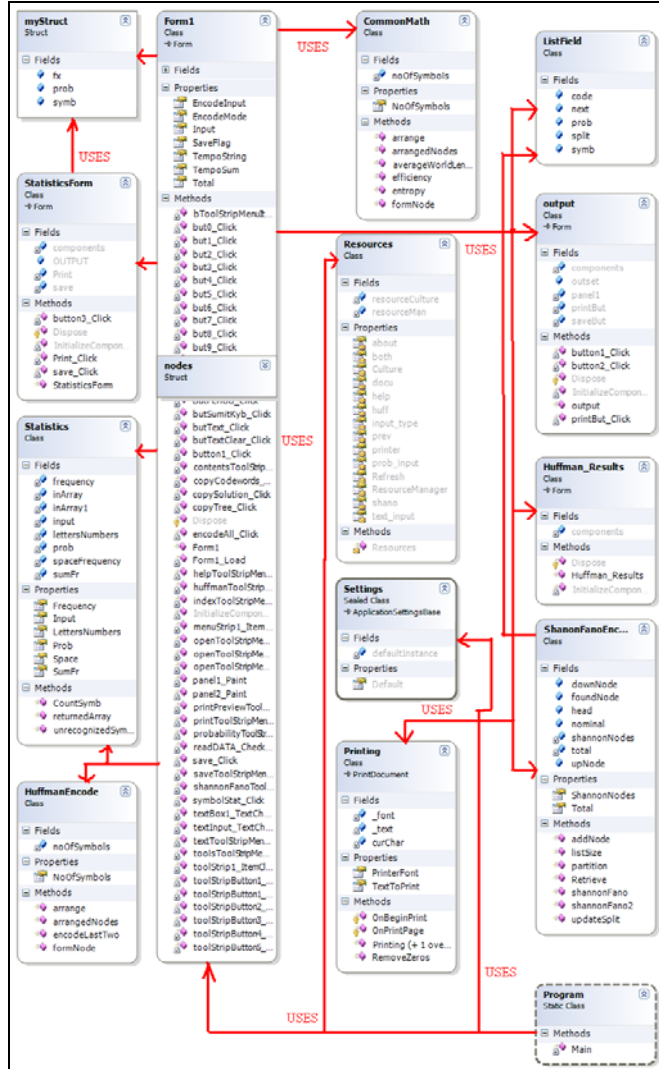 myStruct
Struct
Fields
fx
prob
symb
USES
StatisticsForm
Class
Form
Fields
components
OUTPUT
Print
save
Methods
button3_Click
Dispose
InitializeCompon...
Print_Click
save_Click
StatisticsForm
Statistics
Class
Fields
frequency
inArray
inArray1
input
lettersNumbers
prob
spaceFrequency
sumFr
Properties
Frequency
Input
LettersNumbers
Prob
Space
SumFr
Methods
CountSymb
returnedArray
unrecognizedSym...
HuffmanEncode
Class
Fields
noOfSymbols
Properties
NoOfSymbols
Methods
arrange
arrangedNodes
encodeLastTwo
formNode
Form1
Class
Form
Fields
Properties
EncodeInput
EncodeMode
Input
SaveFlag
TempoString
TempoSum
Total
Methods
bToolStripMenuIt...
but0_Click
but1_Click
but2_Click
but3_Click
but4_Click
but5_Click
but6_Click
but7_Click
but8_Click
but9_Click
nodes
Struct
butSumitKyb_Click
butText_Click
butTextClear_Click
button1_Click
contentsToolStrip...
copyCodewords_...
copySolution_Click
copyTree_Click
Dispose
encodeAll_Click
Form1
Form1_Load
helpToolStripMen...
huffmanToolStrip...
indexToolStripMe...
InitializeCompon...
menuStrip1_Item...
openToolStripMe...
openToolStripMe...
openToolStripMe...
panel1_Paint
panel2_Paint
printPreviewTool...
printToolStripMen...
probabilityToolStr...
readDATA_Check...
save_Click
saveToolStripMen...
shannonFanoTool...
symbolStat_Click
textBox1_TextCh...
textInput_TextCh...
textToolStripMen...
toolsToolStripMe...
toolStrip1_ItemCl...
toolStripButton1_...
toolStripButton1_...
toolStripButton2_...
toolStripButton3_...
toolStripButton4_...
toolStripButton5_...
USES
CommonMath
Class
Fields
noOfSymbols
Properties
NoOfSymbols
Methods
arrange
arrangedNodes
averageWorldLen...
efficiency
entropy
formNode
USES
Resources
Class
Fields
resourceCulture
resourceMan
Properties
about
both
Culture
docu
help
huff
input_type
prev
printer
prob_input
Refresh
ResourceManager
shano
text_input
Methods
Resources
USES
Settings
Sealed Class
ApplicationSettingsBase
Fields
defaultInstance
Properties
Default
USES
Printing
Class
PrintDocument
Fields
_font
_text
curChar
Properties
PrinterFont
TextToPrint
Methods
OnBeginPrint
OnPrintPage
Printing (+ 1 ove...
RemoveZeros
USES
USES
ListField
Class
Fields
code
next
prob
split
symb
output
Class
Form
Fields
components
outset
panel1
printBut
saveBut
Methods
button1_Click
button2_Click
Dispose
InitializeCompon...
output
printBut_Click
Huffman_Results
Class
Form
Fields
components
Methods
Dispose
Huffman_Results
InitializeCompon...
ShanonFanoEnc...
Class
Fields
downNode
foundNode
head
nominal
shannonNodes
total
upNode
Properties
ShannonNodes
Total
Methods
addNode
listSize
partition
Retrieve
shannonFano
shannonFano2
updateSplit
Program
Static Class
Methods
Main